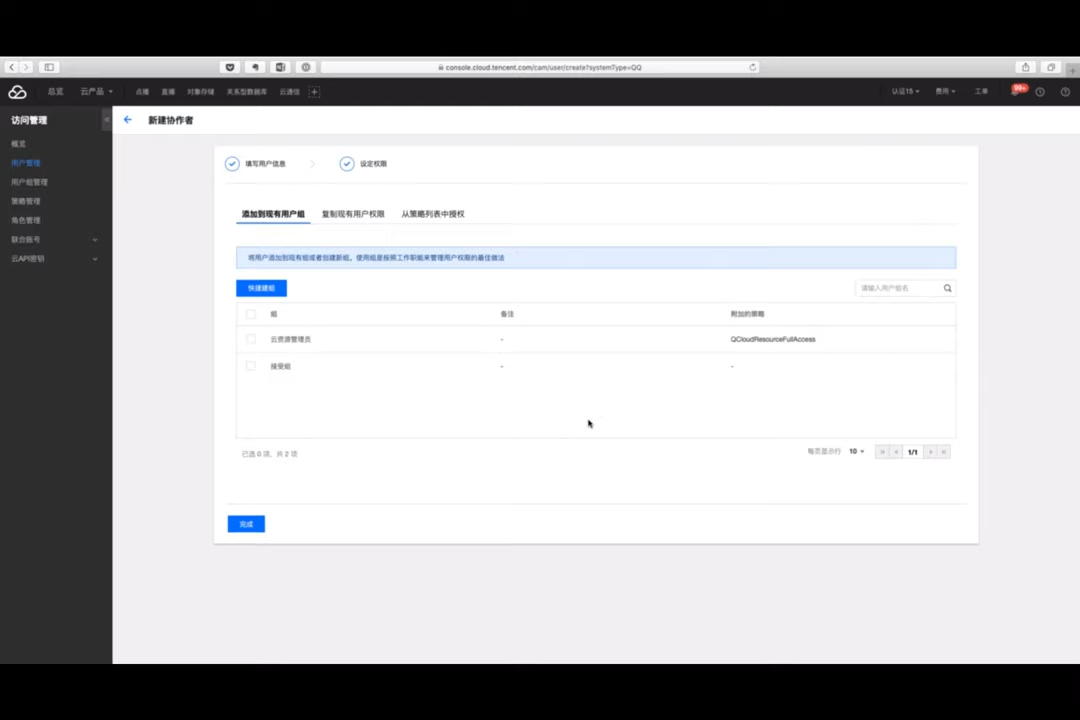 console.cloud.tencent.com/cam/user/create?systemType=QQ
总览 云产品 点播 直播 对象存储 关系型数据库 云通信 认证15 费用 工单 99+
访问管理
新建协作者
概览
用户管理
用户组管理
策略管理
角色管理
联合账号
云API密钥
填写用户信息 设定权限
添加到现有用户组 复制现有用户权限 从策略列表中授权
将用户添加到现有组或者创建新组。使用组是按照工作职能来管理用户权限的最佳做法
快捷建组 请输入用户组名
组 备注 附加的策略
云资源管理员 - QCloudResourceFullAccess
接受组 - -
已选 0 项，共 2 项 每页显示行 10 1/1
完成